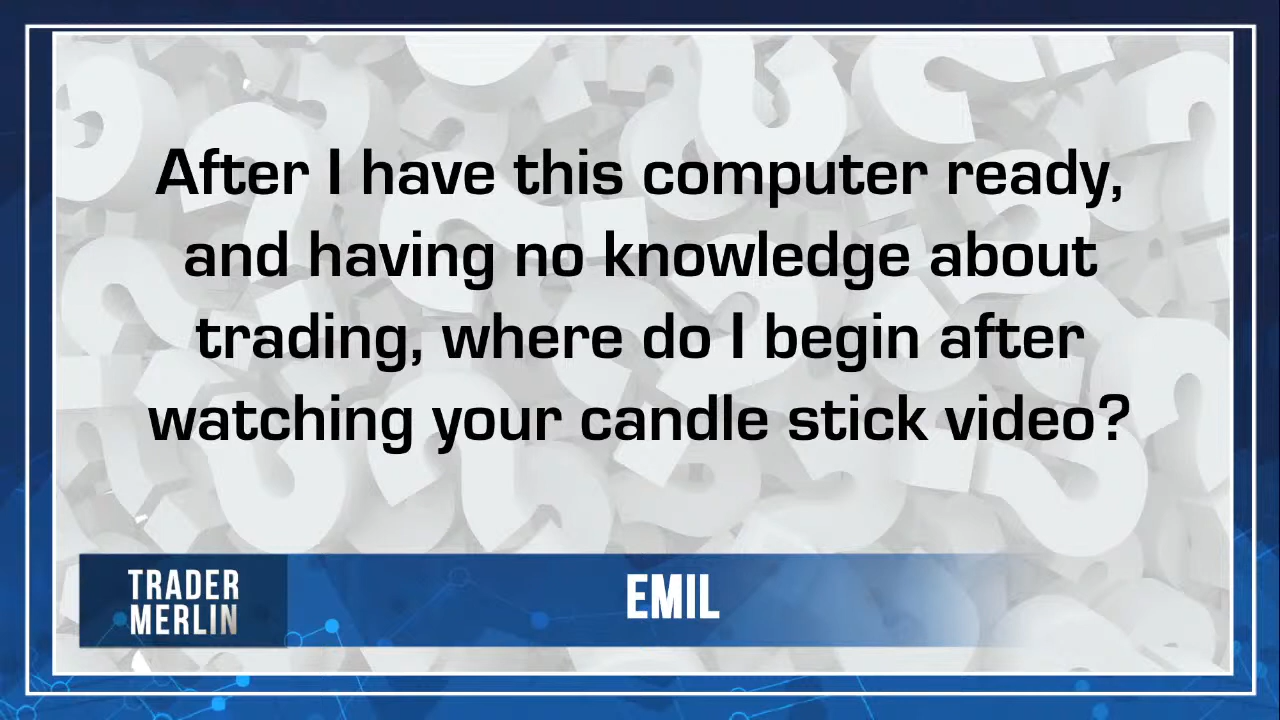 After I have this computer ready,
and having no knowledge about
trading, where do I begin after
watching your candle stick video?
TRADER
MERLIN
EMIL